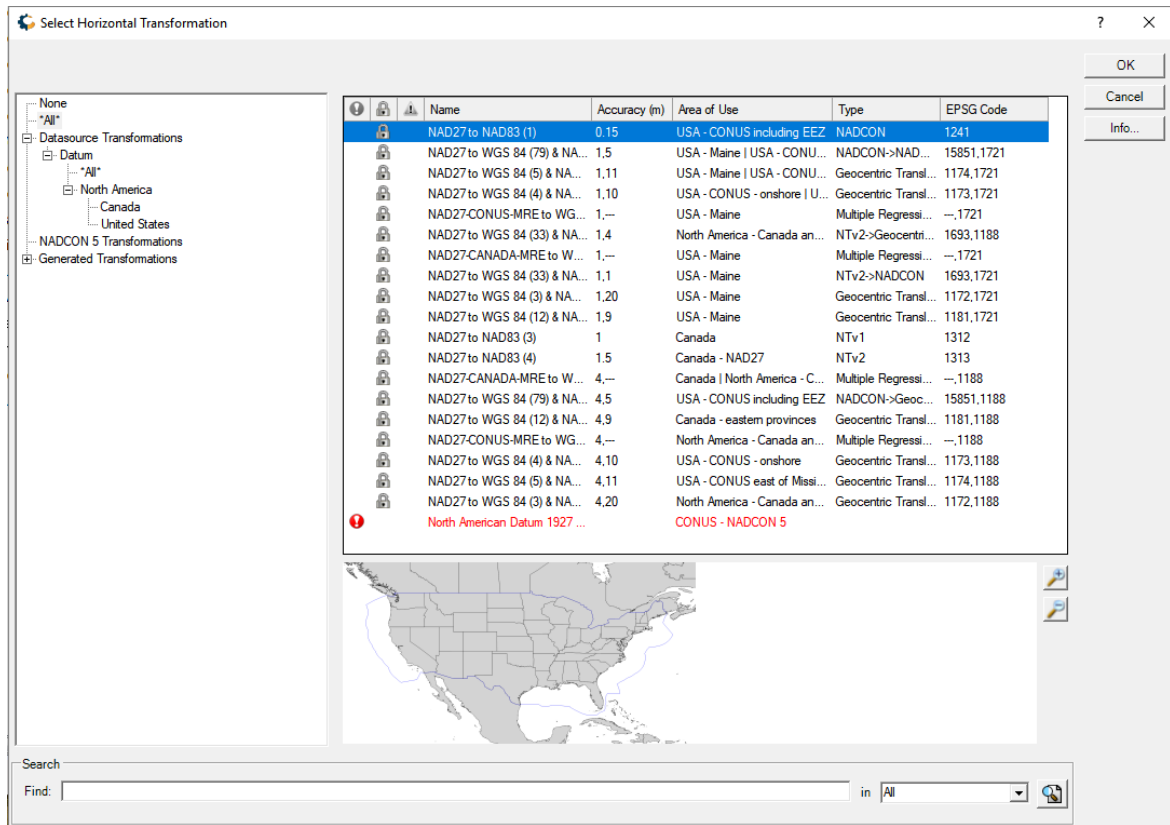 Select Horizontal Transformation
?
OK
Cancel
Info...
None
*All*
Datasource Transformations
Datum
*All*
North America
Canada
United States
NADCON 5 Transformations
Generated Transformations
Name Accuracy (m) Area of Use Type EPSG Code
NAD27 to NAD83 (1) 0.15 USA - CONUS including EEZ NADCON 1241
NAD27 to WGS 84 (79) & NA... 1,5 USA - Maine | USA - CONU... NADCON->NAD... 15851,1721
NAD27 to WGS 84 (5) & NA... 1,11 USA - Maine | USA - CONU... Geocentric Transl... 1174,1721
NAD27 to WGS 84 (4) & NA... 1,10 USA - CONUS - onshore | U... Geocentric Transl... 1173,1721
NAD27-CONUS-MRE to WG... 1,--- USA - Maine Multiple Regressi... ---,1721
NAD27 to WGS 84 (33) & NA... 1,4 North America - Canada an... NTv2->Geocentri... 1693,1188
NAD27-CANADA-MRE to W... 1,--- USA - Maine Multiple Regressi... ---,1721
NAD27 to WGS 84 (33) & NA... 1,1 USA - Maine NTv2->NADCON 1693,1721
NAD27 to WGS 84 (3) & NA... 1,20 USA - Maine Geocentric Transl... 1172,1721
NAD27 to WGS 84 (12) & NA... 1,9 USA - Maine Geocentric Transl... 1181,1721
NAD27 to NAD83 (3) 1 Canada NTv1 1312
NAD27 to NAD83 (4) 1.5 Canada - NAD27 NTv2 1313
NAD27-CANADA-MRE to W... 4,--- Canada | North America - C... Multiple Regressi... ---,1188
NAD27 to WGS 84 (79) & NA... 4,5 USA - CONUS including EEZ NADCON->Geoc... 15851,1188
NAD27 to WGS 84 (12) & NA... 4,9 Canada - eastern provinces Geocentric Transl... 1181,1188
NAD27-CONUS-MRE to WG... 4,--- North America - Canada an... Multiple Regressi... ---,1188
NAD27 to WGS 84 (4) & NA... 4,10 USA - CONUS - onshore Geocentric Transl... 1173,1188
NAD27 to WGS 84 (5) & NA... 4,11 USA - CONUS east of Missi... Geocentric Transl... 1174,1188
NAD27 to WGS 84 (3) & NA... 4,20 North America - Canada an... Geocentric Transl... 1172,1188
North American Datum 1927 ... CONUS - NADCON 5
Search
Find:
in All